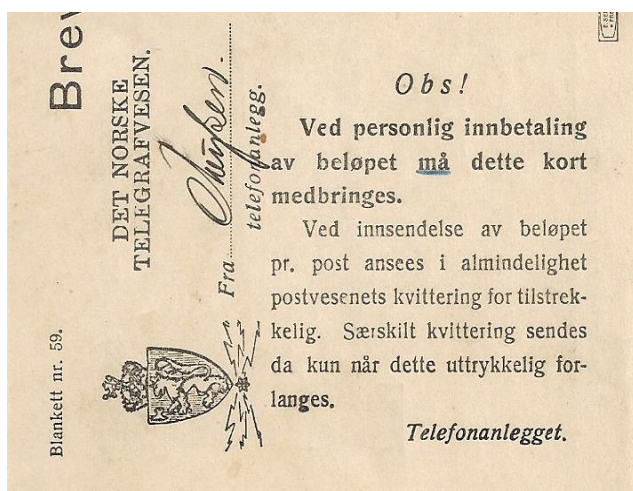 Brev
DET NORSKE
TELEGRAFVESEN.
Fra
telefonanlegg.
Blankett nr. 59.
Obs!
Ved personlig innbetaling
av beløpet må dette kort
medbringes.
Ved innsendelse av beløpet
pr. post ansees i almindelighet
postvesenets kvittering for tilstrek-
kelig. Særskilt kvittering sendes
da kun når dette uttrykkelig for-
langes.
Telefonanlegget.